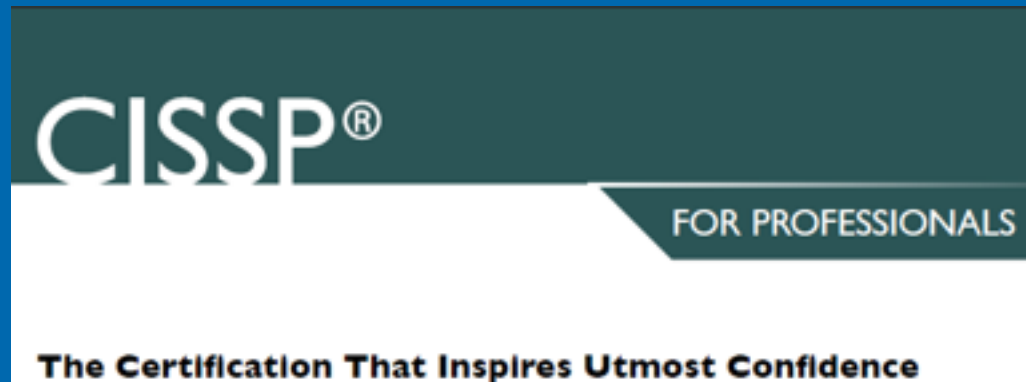 CISSP®
FOR PROFESSIONALS
The Certification That Inspires Utmost Confidence